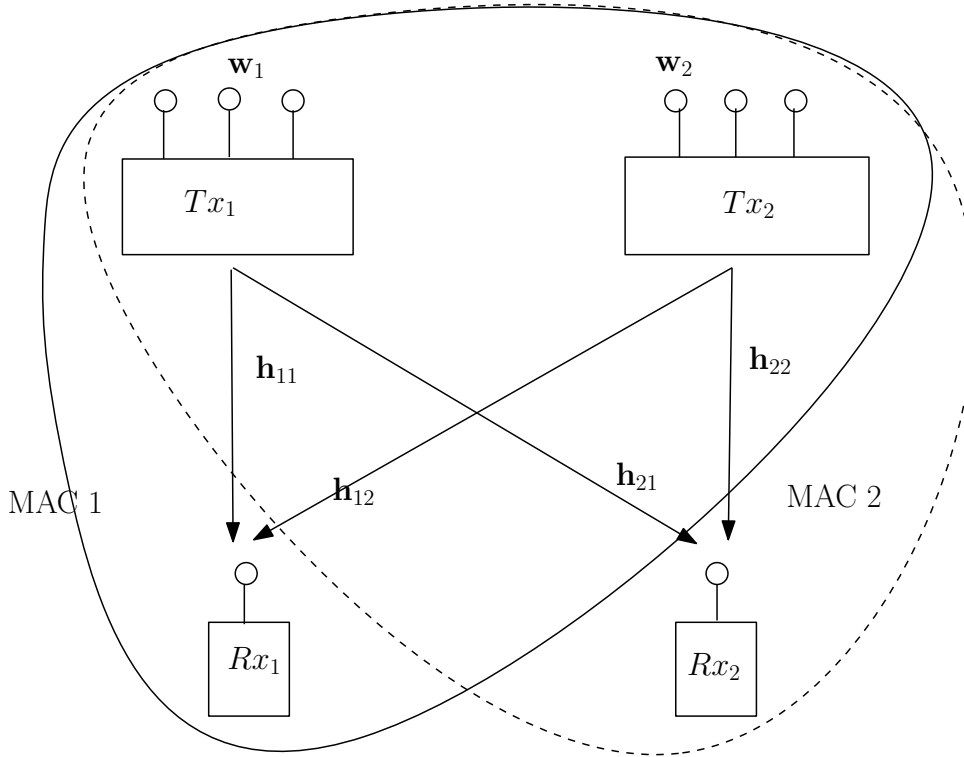 w₁
w₂
Tx₁
Tx₂
h₁₁
h₂₂
h₁₂
h₂₁
MAC 1
MAC 2
Rx₁
Rx₂